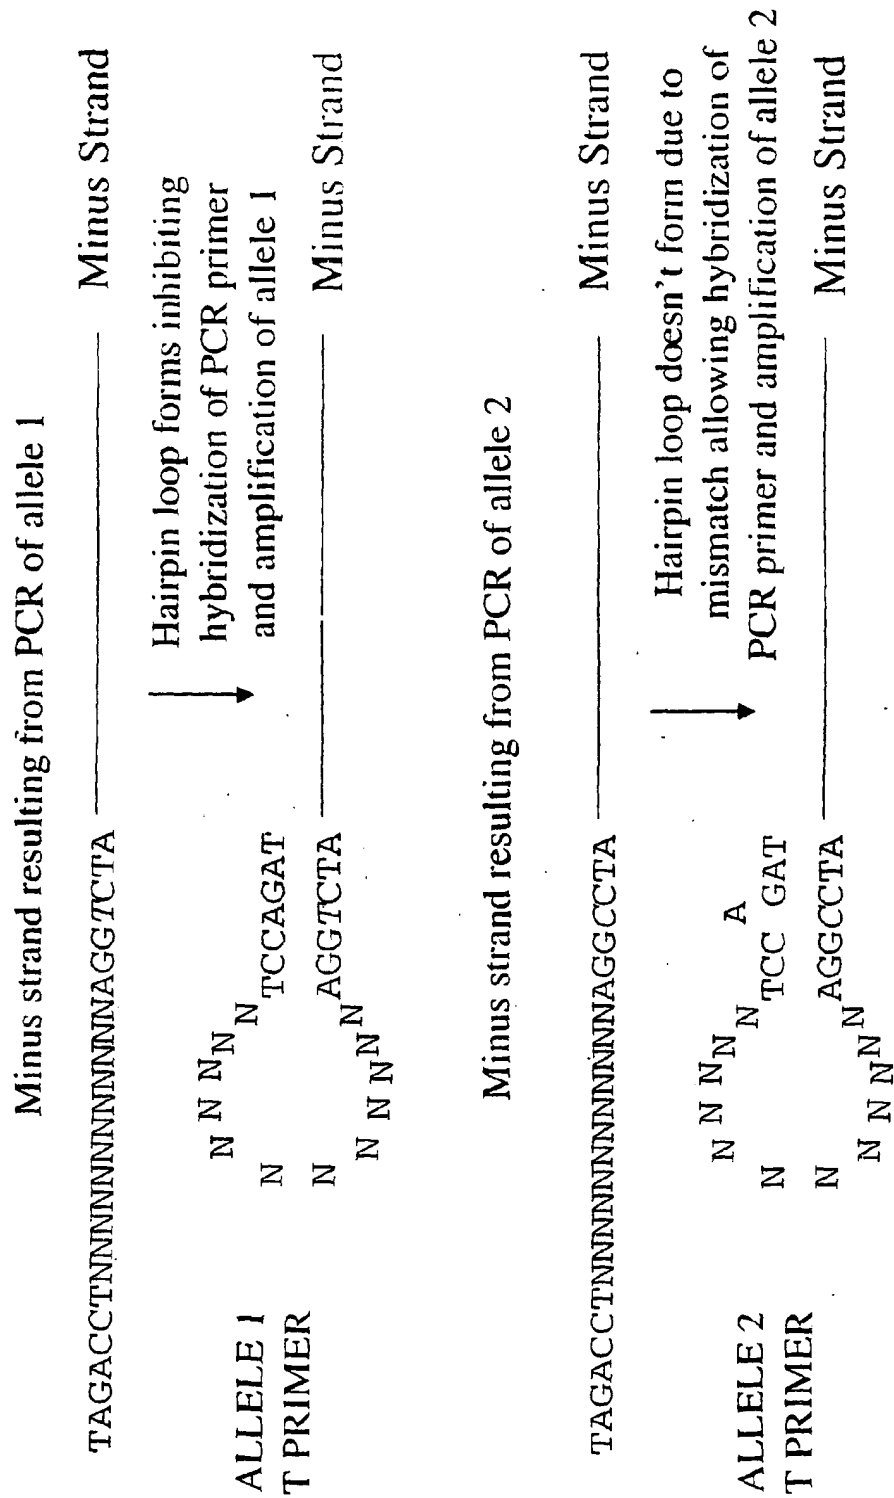 Minus strand resulting from PCR of allele 1
TAGACCTNNNNNNNNNNNNAGGTCTA Minus Strand
Hairpin loop forms inhibiting
hybridization of PCR primer
and amplification of allele 1
ALLELE 1
T PRIMER
N N N N N TCCAGAT
N
N
N N N N N AGGTCTA Minus Strand
Minus strand resulting from PCR of allele 2
TAGACCTNNNNNNNNNNNNAGGCCTA Minus Strand
Hairpin loop doesn't form due to
mismatch allowing hybridization of
PCR primer and amplification of allele 2
ALLELE 2
T PRIMER
A
N N N N N TCC GAT
N
N
N N N N N AGGCCTA Minus Strand